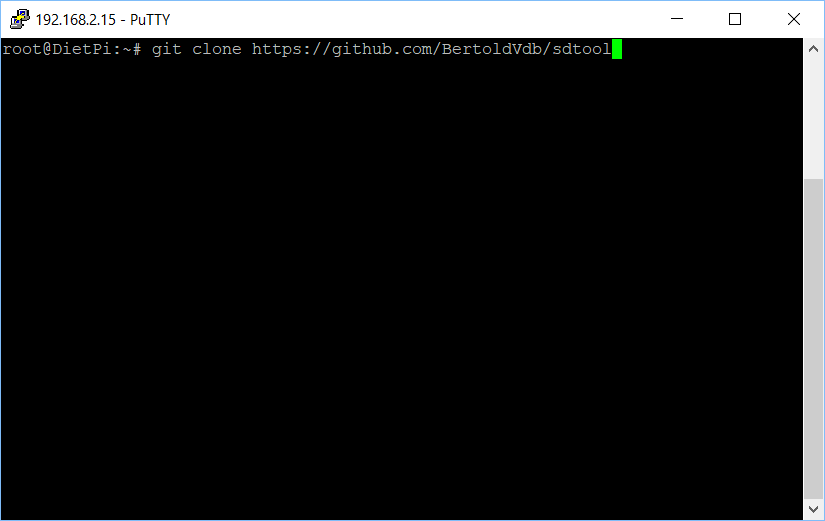 192.168.2.15 - PuTTY
root@DietPi:~# git clone https://github.com/BertoldVdb/sdtool